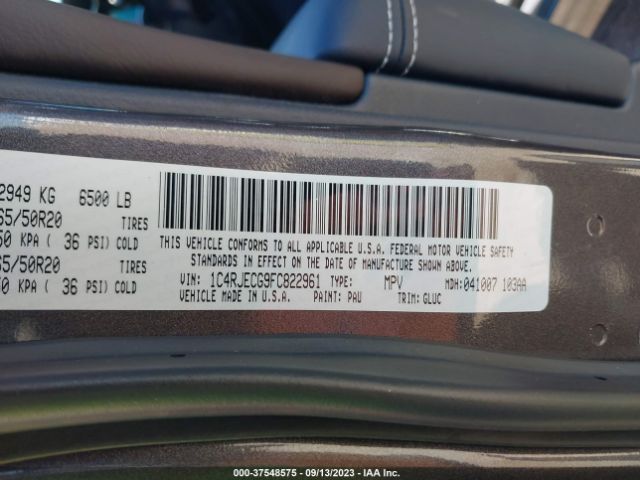 2949 KG 6500 LB
65/50R20 TIRES
50 KPA ( 36 PSI) COLD
65/50R20 TIRES
50 KPA ( 36 PSI) COLD
THIS VEHICLE CONFORMS TO ALL APPLICABLE U.S.A. FEDERAL MOTOR VEHICLE SAFETY
STANDARDS IN EFFECT ON THE DATE OF MANUFACTURE SHOWN ABOVE.
VIN: 1C4RJECG9FC822961 TYPE: MPV MDH: 041007 103AA
VEHICLE MADE IN U.S.A. PAINT: PAU TRIM: GLUC
000-37548575 - 09/13/2023 - IAA Inc.